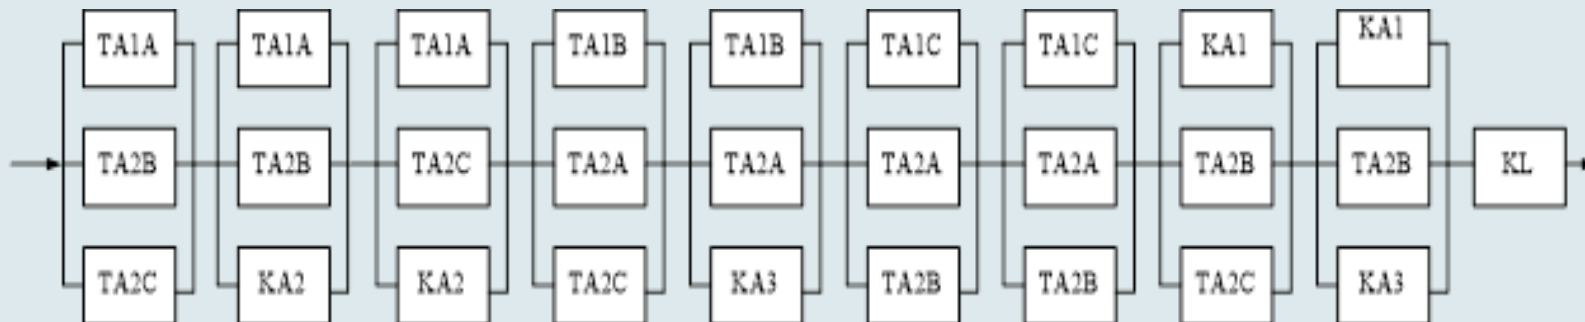 TA1A TA1A TA1A TA1B TA1B TA1C TA1C KA1 KA1
TA2B TA2B TA2C TA2A TA2A TA2A TA2A TA2B TA2B KL
TA2C KA2 KA2 TA2C KA3 TA2B TA2B TA2C KA3